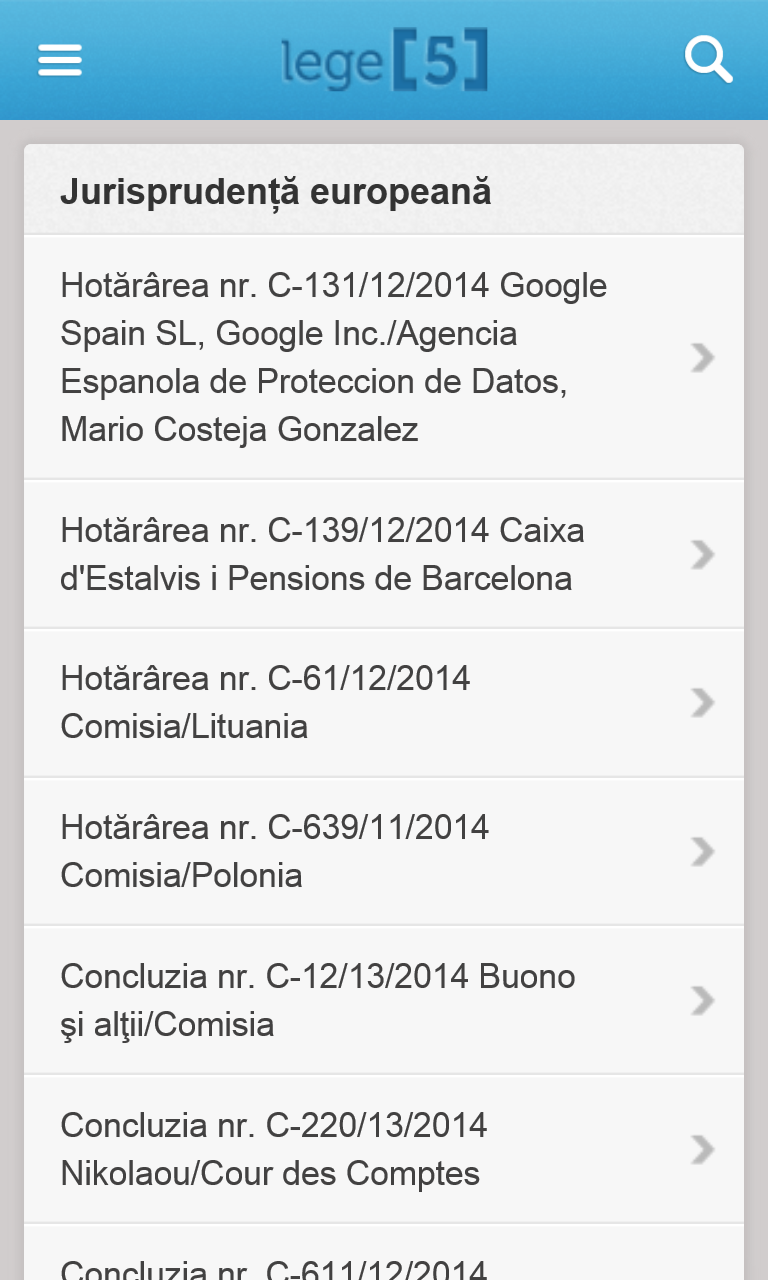 lege[5]
Jurisprudență europeană
Hotărârea nr. C-131/12/2014 Google
Spain SL, Google Inc./Agencia
Espanola de Proteccion de Datos,
Mario Costeja Gonzalez
Hotărârea nr. C-139/12/2014 Caixa
d'Estalvis i Pensions de Barcelona
Hotărârea nr. C-61/12/2014
Comisia/Lituania
Hotărârea nr. C-639/11/2014
Comisia/Polonia
Concluzia nr. C-12/13/2014 Buono
şi alţii/Comisia
Concluzia nr. C-220/13/2014
Nikolaou/Cour des Comptes
Concluzia nr. C-611/12/2014